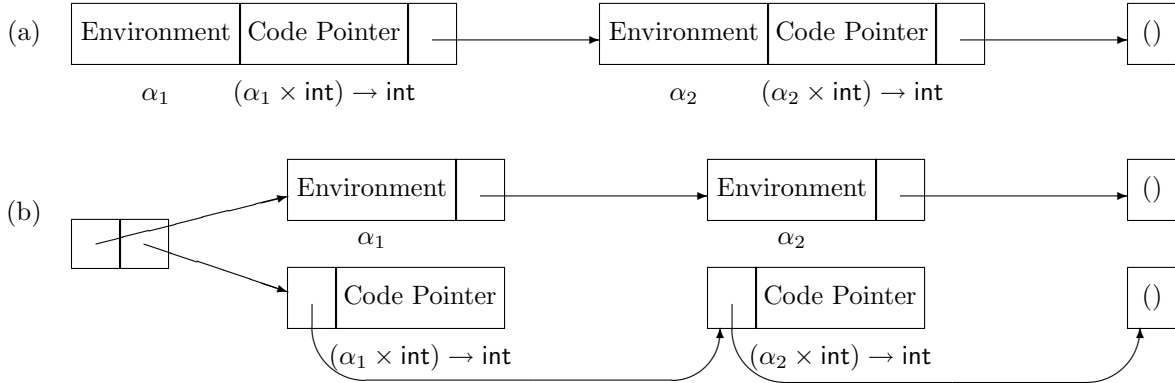 (a) Environment Code Pointer Environment Code Pointer ()
α₁ (α₁ × int) → int α₂ (α₂ × int) → int
(b) Environment Environment ()
α₁ α₂
Code Pointer Code Pointer ()
(α₁ × int) → int (α₂ × int) → int